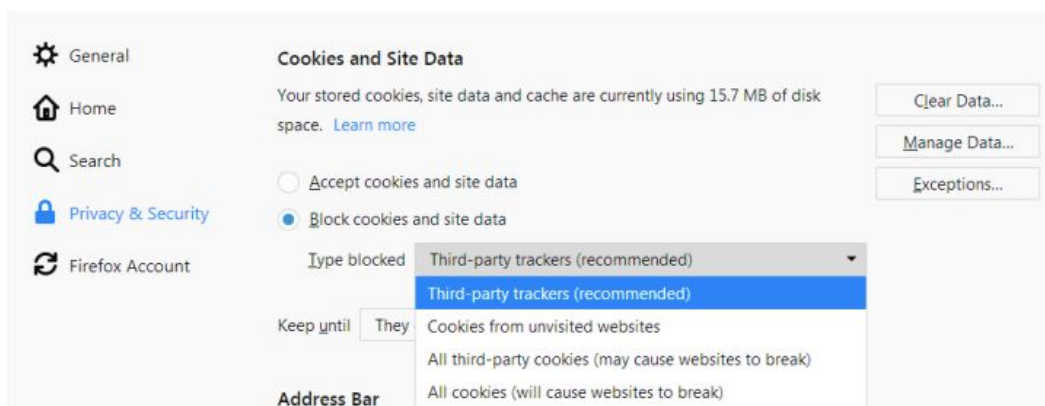 General
Home
Search
Privacy & Security
Firefox Account
Cookies and Site Data
Your stored cookies, site data and cache are currently using 15.7 MB of disk
space. Learn more
Clear Data...
Manage Data...
Exceptions...
Accept cookies and site data
Block cookies and site data
Type blocked Third-party trackers (recommended)
Third-party trackers (recommended)
Cookies from unvisited websites
All third-party cookies (may cause websites to break)
All cookies (will cause websites to break)
Keep until They
Address Bar